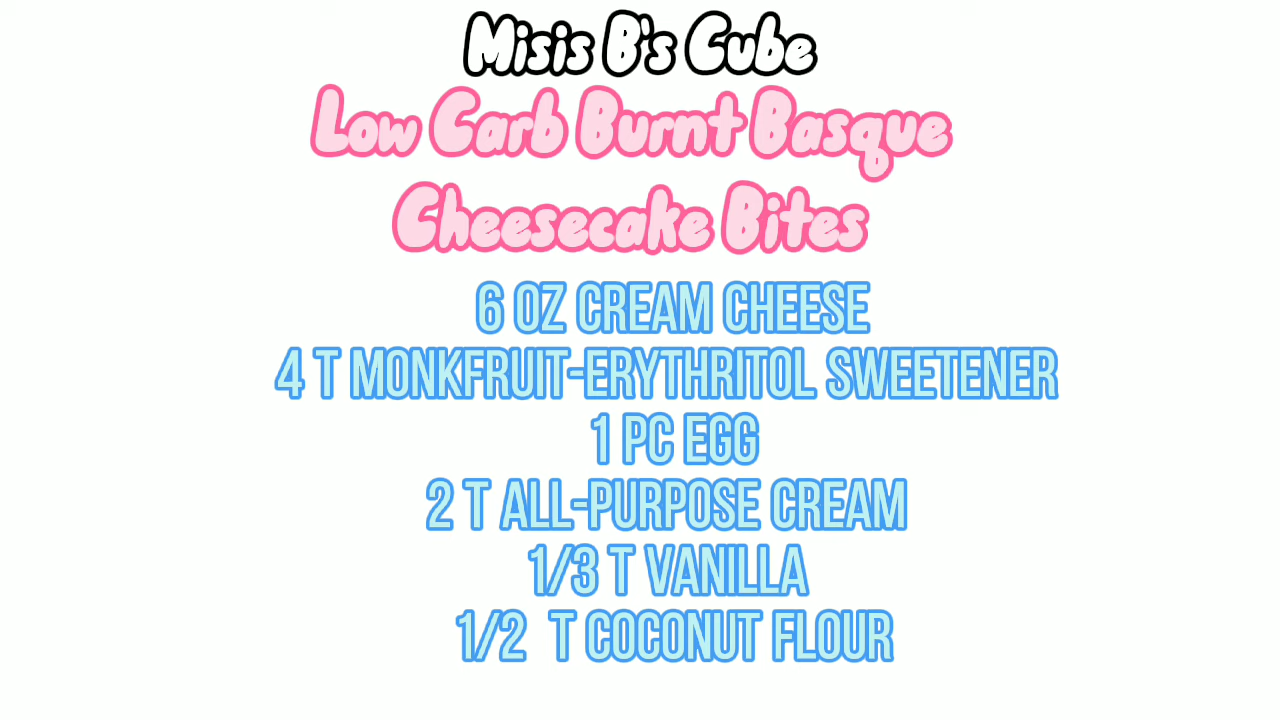 Misis B's Cube
Low Carb Burnt Basque
Cheesecake Bites
6 OZ CREAM CHEESE
4 T MONKFRUIT-ERYTHRITOL SWEETENER
1 PC EGG
2 T ALL-PURPOSE CREAM
1/3 T VANILLA
1/2 T COCONUT FLOUR